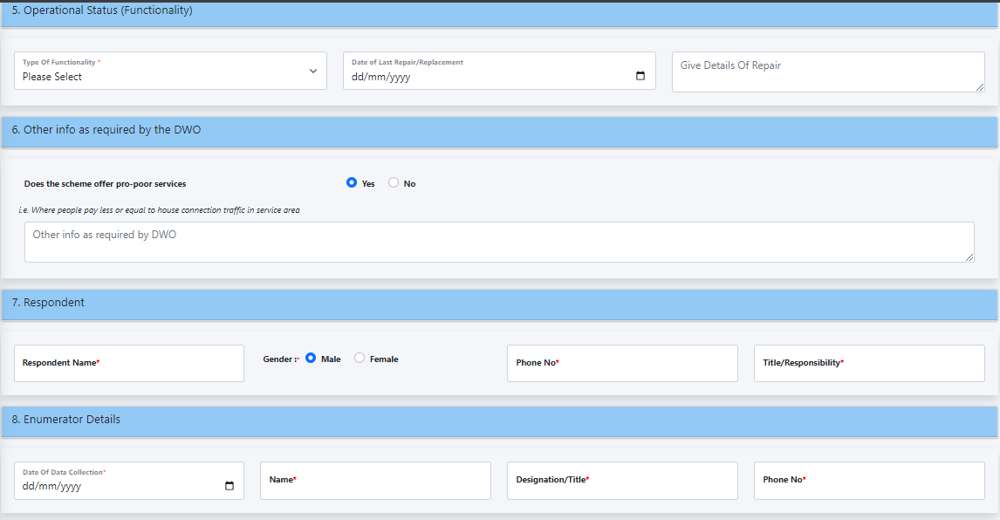 5. Operational Status (Functionality)
Type Of Functionality *
Please Select
Date of Last Repair/Replacement
dd/mm/yyyy
Give Details Of Repair
6. Other info as required by the DWO
Does the scheme offer pro-poor services
Yes
No
i.e. Where people pay less or equal to house connection traffic in service area
Other info as required by DWO
7. Respondent
Respondent Name*
Gender :* Male Female
Phone No*
Title/Responsibility*
8. Enumerator Details
Date Of Data Collection*
dd/mm/yyyy
Name*
Designation/Title*
Phone No*